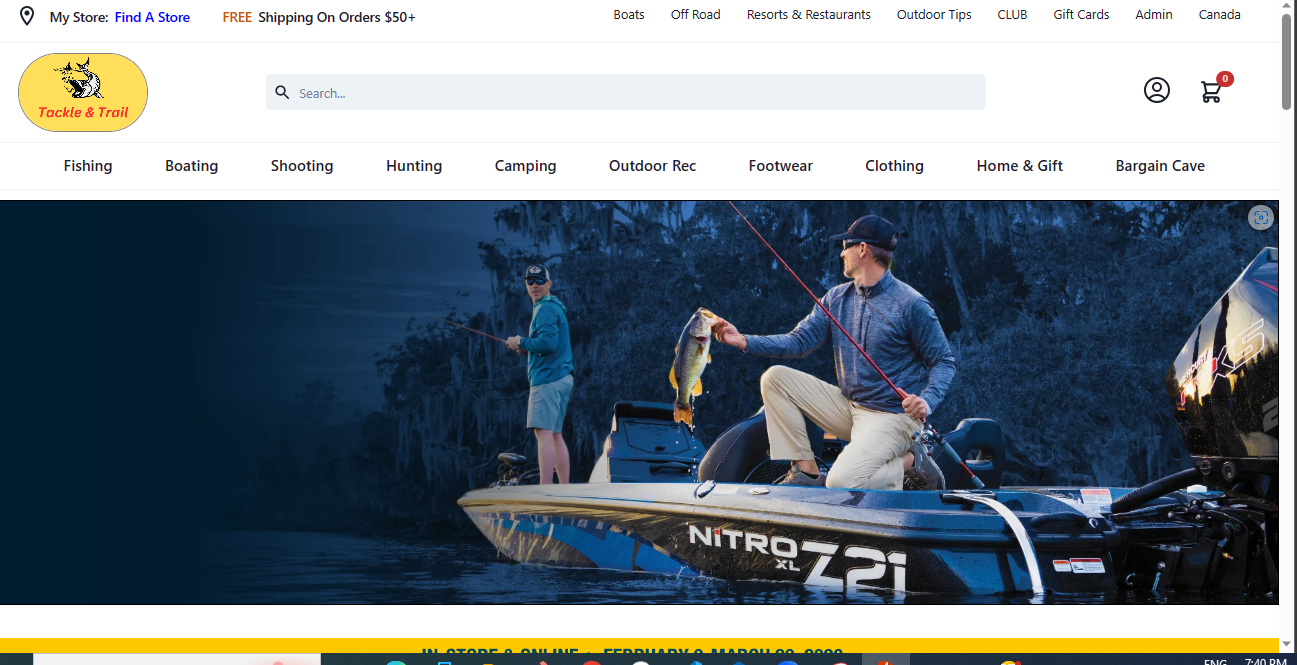 My Store: Find A Store FREE Shipping On Orders $50+ Boats Off Road Resorts & Restaurants Outdoor Tips CLUB Gift Cards Admin Canada
Tackle & Trail
Search...
0
Fishing Boating Shooting Hunting Camping Outdoor Rec Footwear Clothing Home & Gift Bargain Cave
NITRO
XL
Z21
ENG 7:40 PM